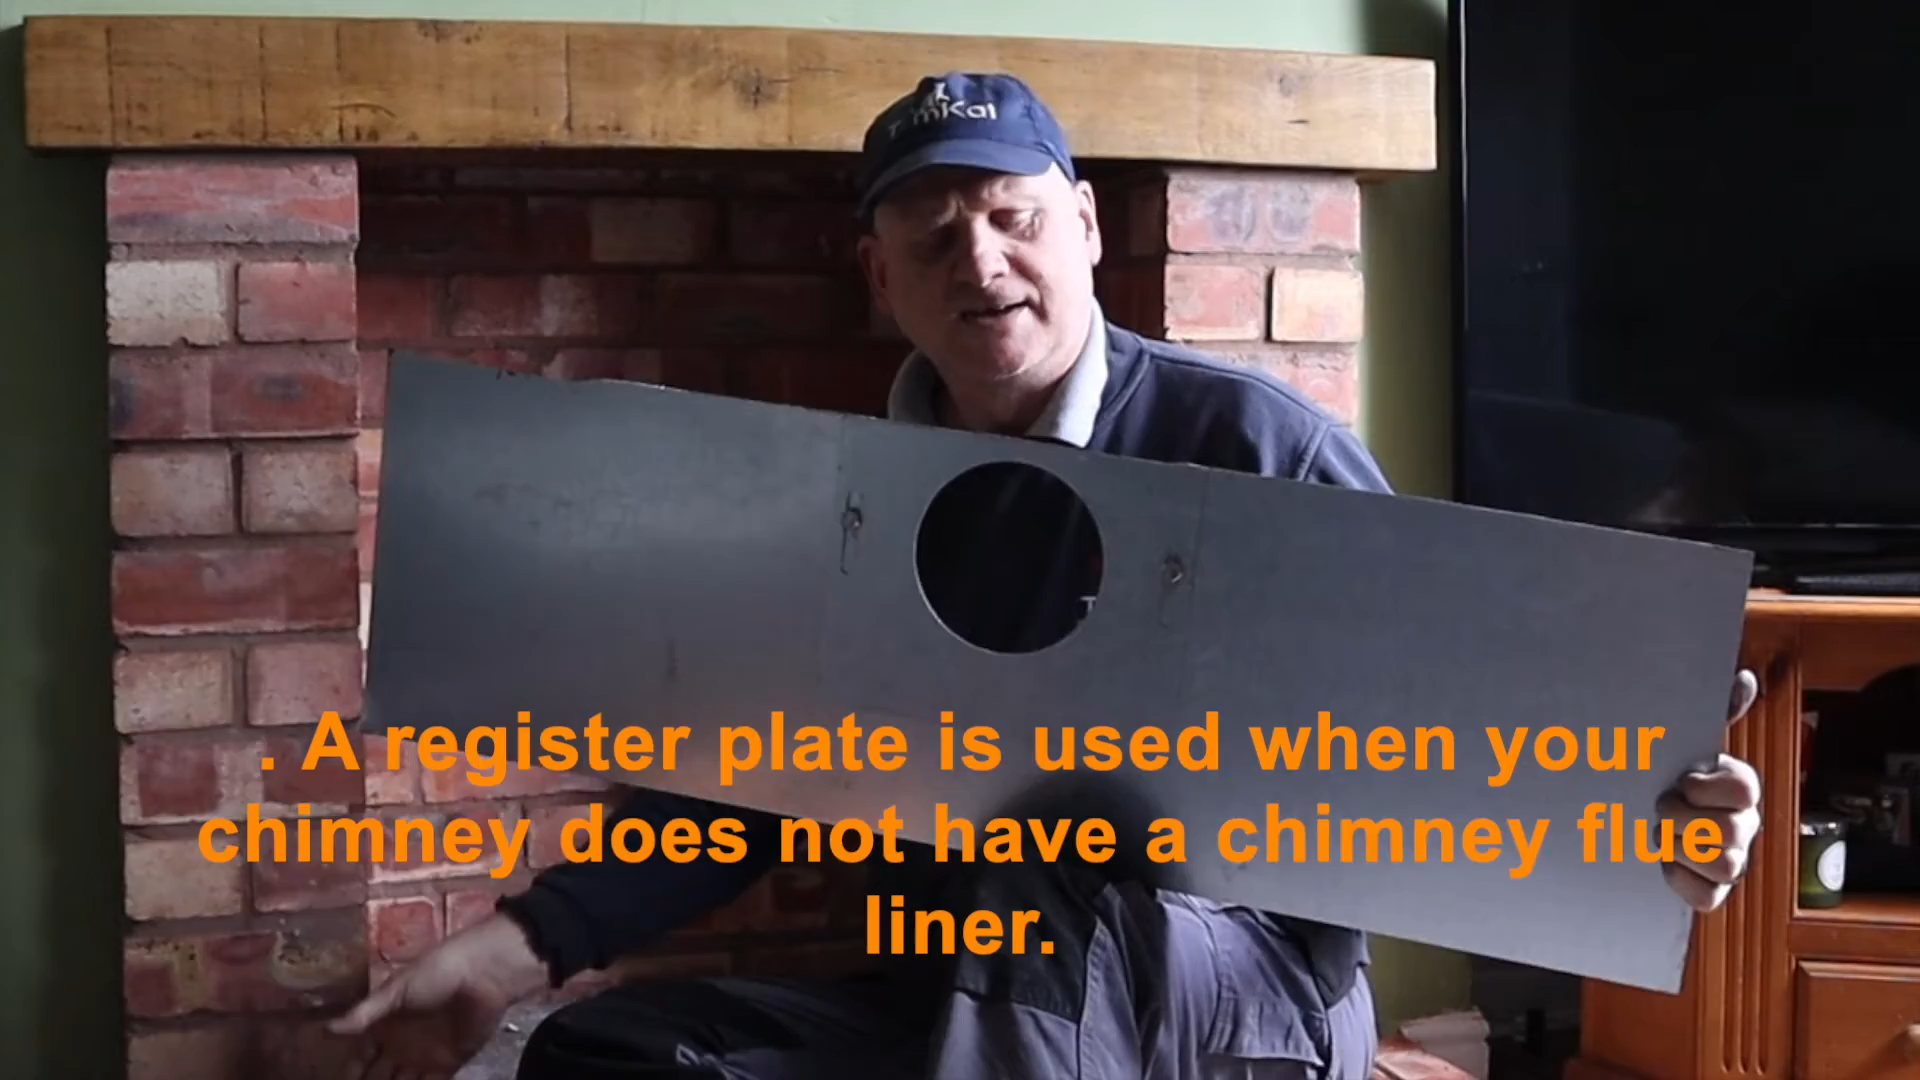 . A register plate is used when your
chimney does not have a chimney flue
liner.